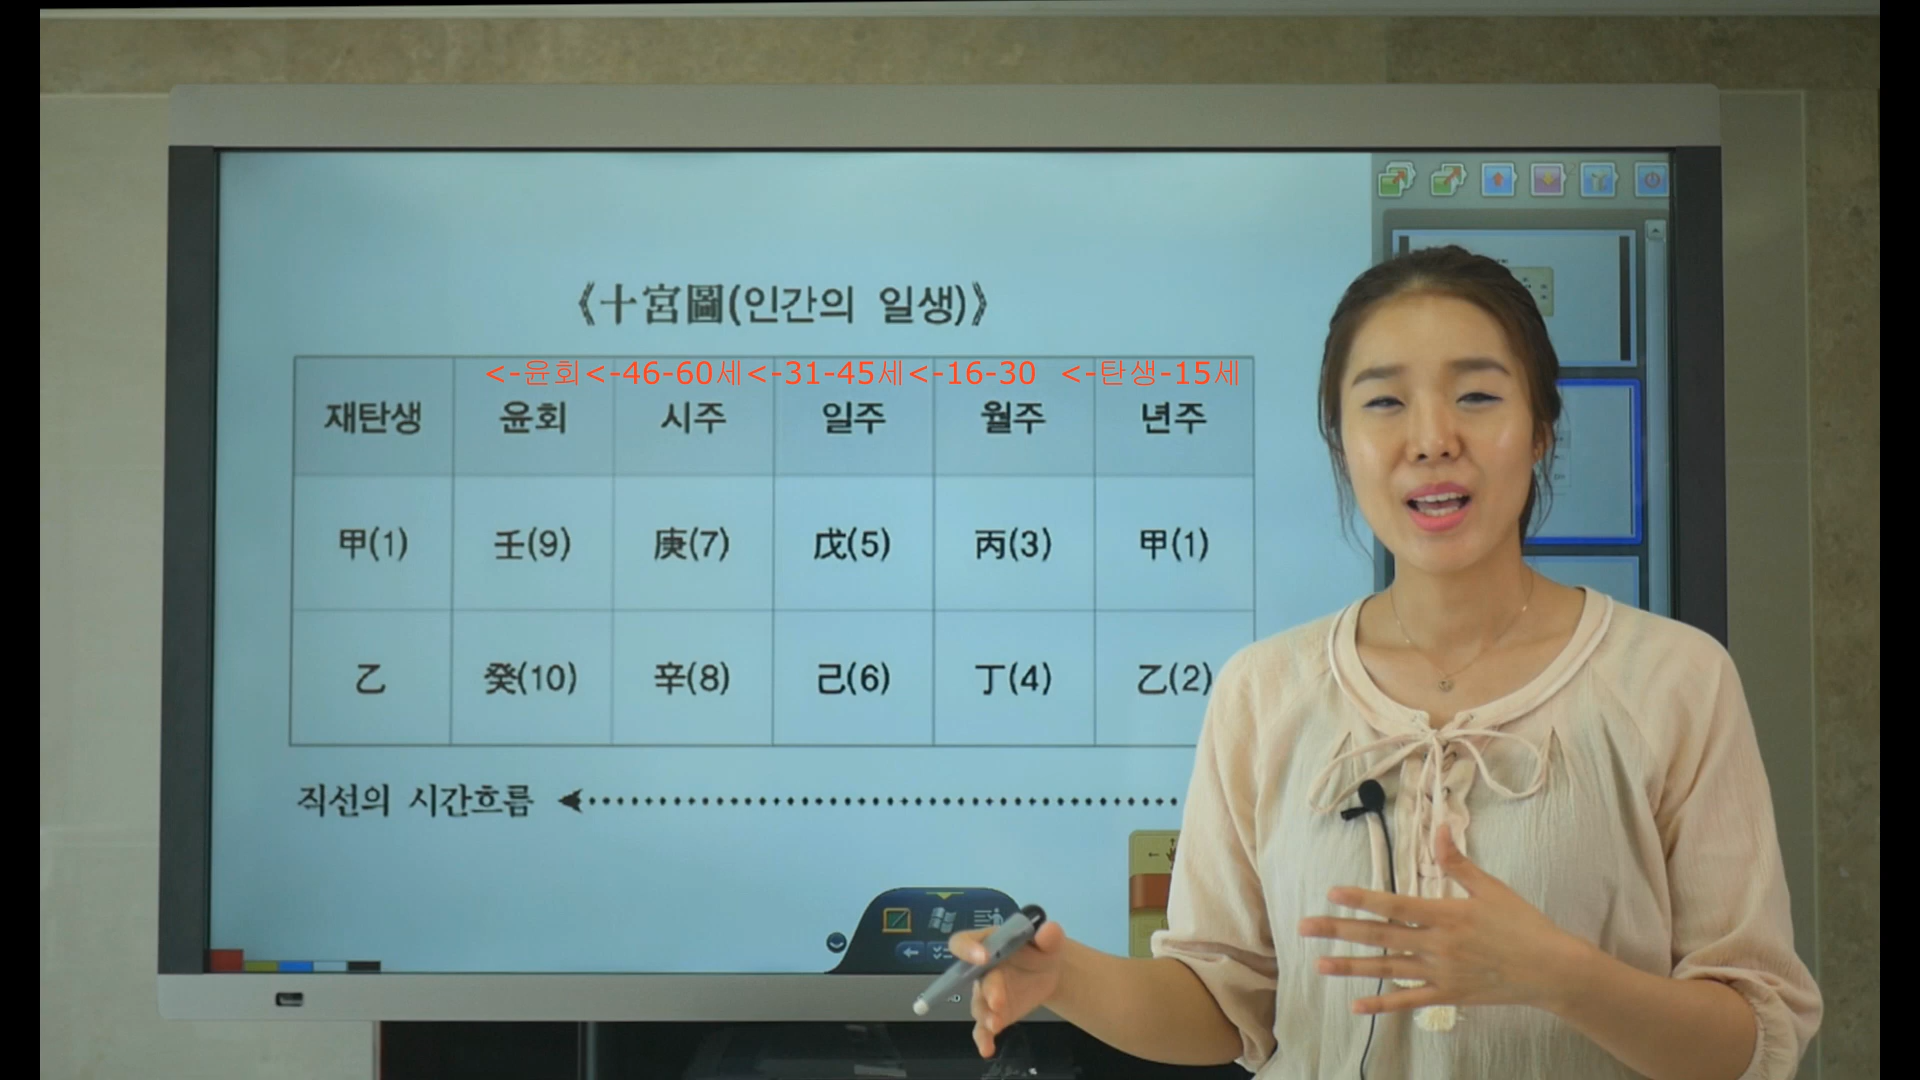 《十宮圖(인간의 일생)》
<-윤회<-46-60세<-31-45세<-16-30 <-탄생-15세
재탄생 윤회 시주 일주 월주 년주
甲(1) 壬(9) 庚(7) 戊(5) 丙(3) 甲(1)
乙 癸(10) 辛(8) 己(6) 丁(4) 乙(2)
직선의 시간흐름